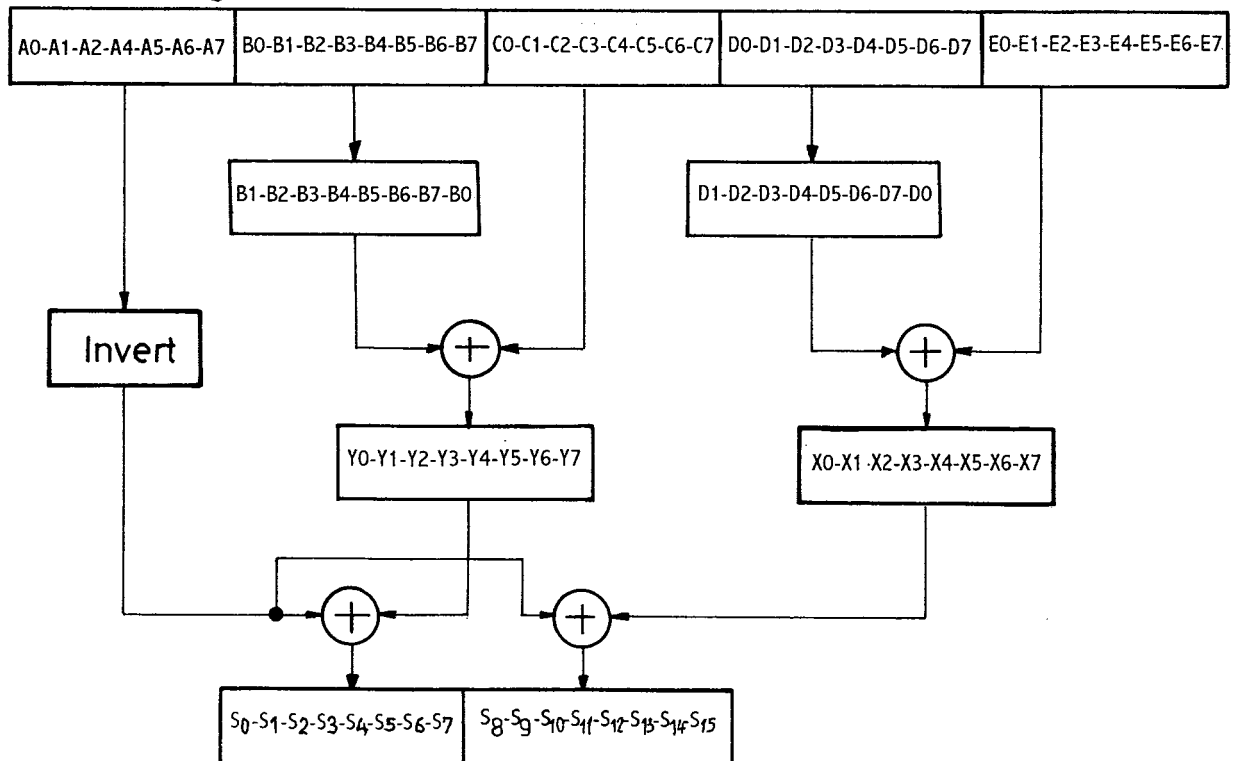 A0-A1-A2-A4-A5-A6-A7 B0-B1-B2-B3-B4-B5-B6-B7 C0-C1-C2-C3-C4-C5-C6-C7 D0-D1-D2-D3-D4-D5-D6-D7 E0-E1-E2-E3-E4-E5-E6-E7
B1-B2-B3-B4-B5-B6-B7-B0 D1-D2-D3-D4-D5-D6-D7-D0
Invert + +
Y0-Y1-Y2-Y3-Y4-Y5-Y6-Y7 X0-X1-X2-X3-X4-X5-X6-X7
+ +
S0-S1-S2-S3-S4-S5-S6-S7 S8-S9-S10-S11-S12-S13-S14-S15